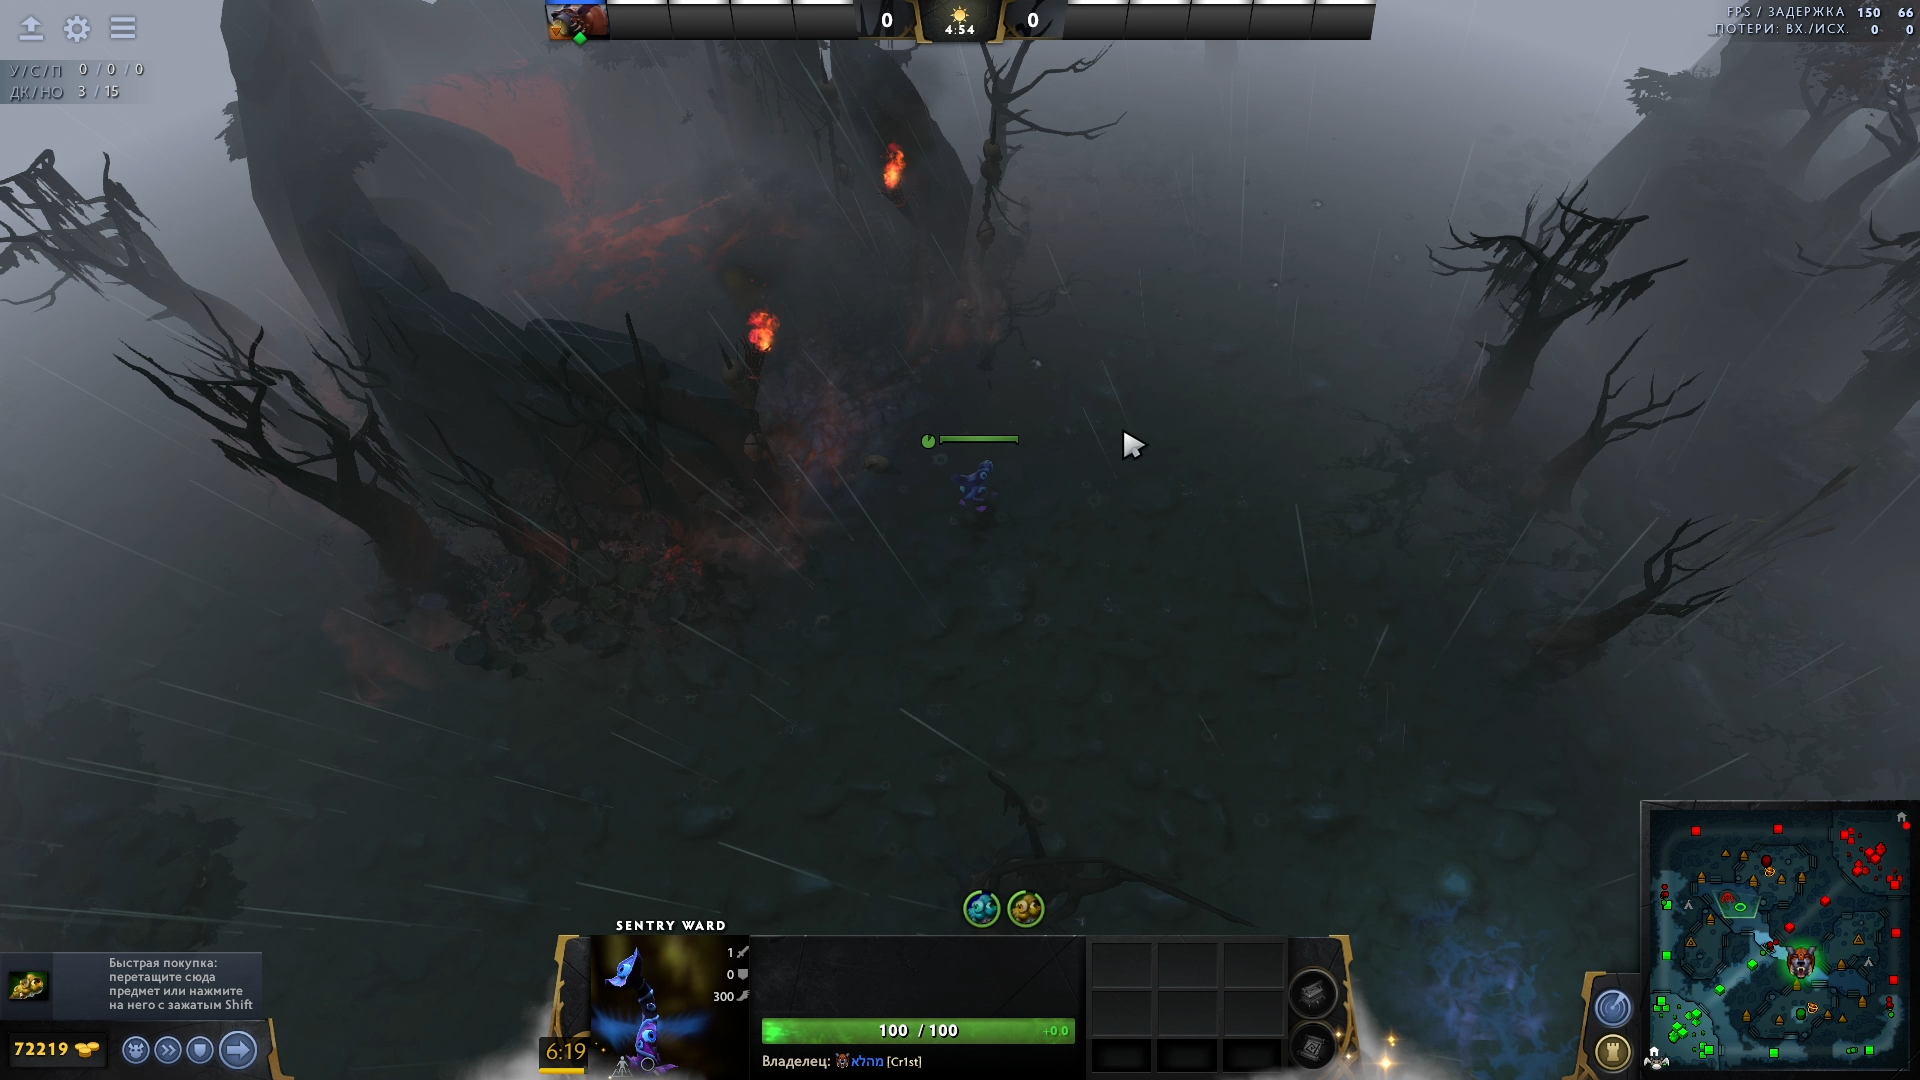 0
4:54
0
FPS / ЗАДЕРЖКА 150 66
ПОТЕРИ: ВХ./ИСХ. 0 0
У/С/П 0 / 0 / 0
ДК/НО 3 / 15
SENTRY WARD
1
0
300
100 / 100 +0.0
6:19
Владелец: מהלא [Cr1st]
Быстрая покупка:
перетащите сюда
предмет или нажмите
на него с зажатым Shift
72219